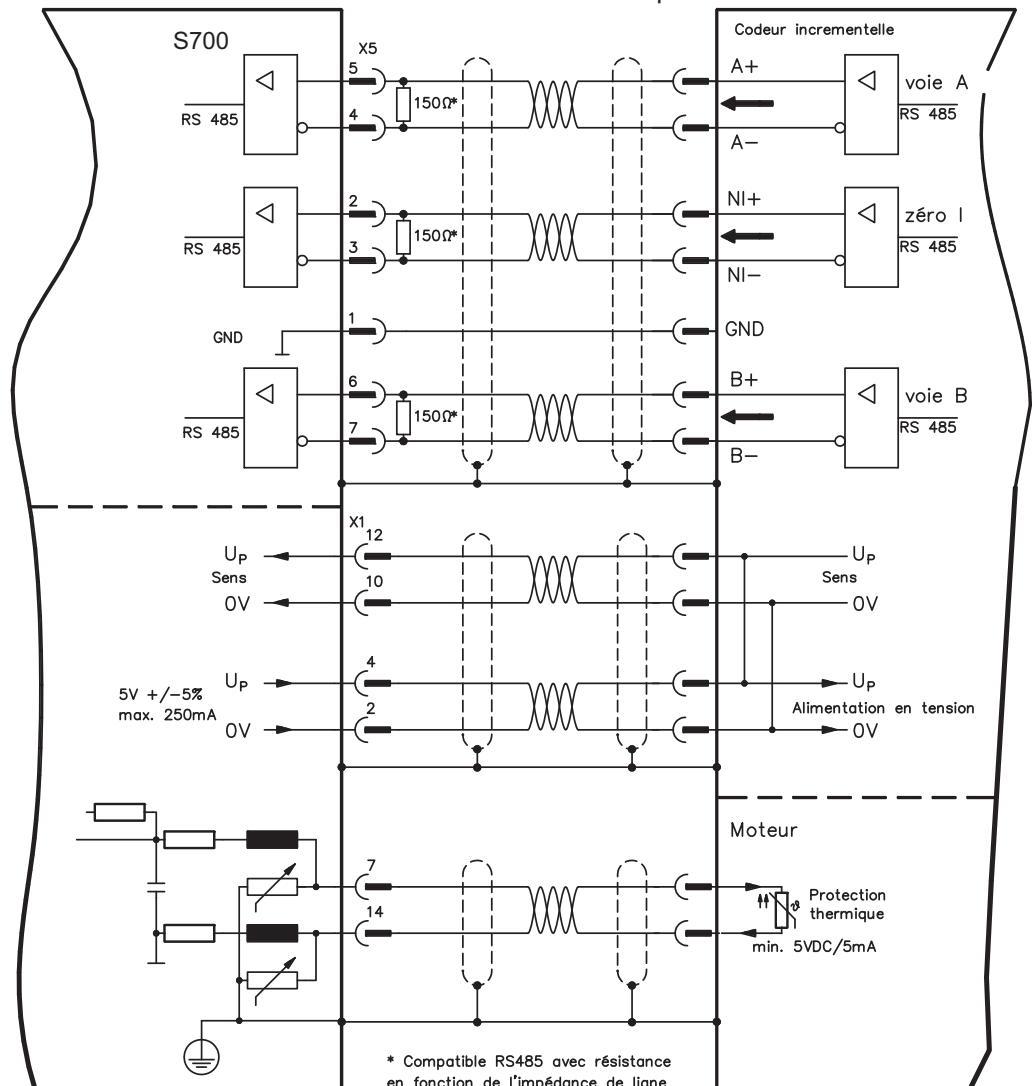 S700
X5
Codeur incrementelle
5
A+
voie A
RS 485
150Ω*
RS 485
4
A−
2
NI+
zéro I
RS 485
150Ω*
RS 485
3
NI−
1
GND
GND
6
B+
voie B
RS 485
150Ω*
RS 485
7
B−
X1
12
UP
UP
Sens
Sens
10
0V
0V
4
UP
UP
5V +/−5%
max. 250mA
Alimentation en tension
2
0V
0V
Moteur
7
Protection
thermique
ϑ
14
min. 5VDC/5mA
* Compatible RS485 avec résistance
en fonction de l'impédance de ligne